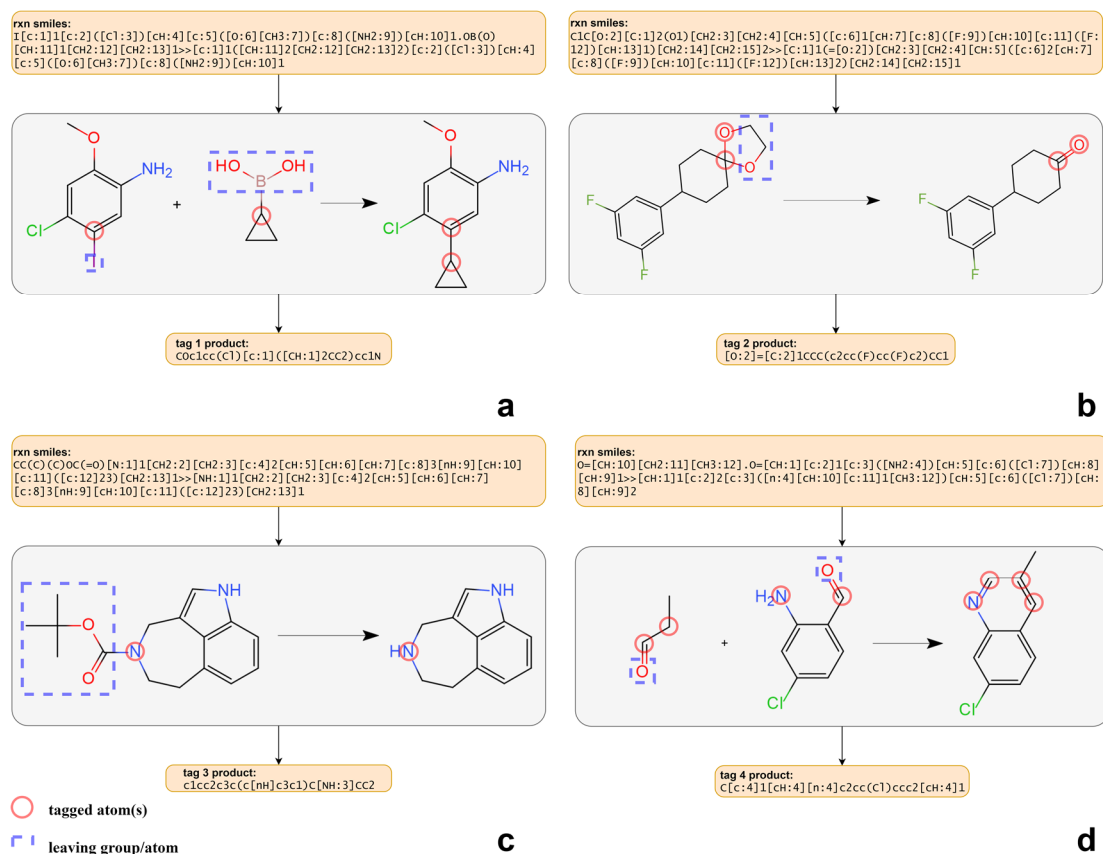 rxn smiles:
I[c:1]1[c:2]([Cl:3])[cH:4][c:5]([O:6][CH3:7])[c:8]([NH2:9])[cH:10]1.OB(O)
[CH:11]1[CH2:12][CH2:13]1>>[c:1]1([CH:11]2[CH2:12][CH2:13]2)[c:2]([Cl:3])[cH:4]
[c:5]([O:6][CH3:7])[c:8]([NH2:9])[cH:10]1
O
NH2
Cl
+
HO
OH
B
O
NH2
Cl
tag 1 product:
COc1cc(Cl)[c:1]([CH:1]2CC2)cc1N
a
rxn smiles:
C1C[O:2][C:1]2(O1)[CH2:3][CH2:4][CH:5]([c:6]1[cH:7][c:8]([F:9])[cH:10][c:11]([F:
12])[cH:13]1)[CH2:14][CH2:15]2>>[C:1]1(=[O:2])[CH2:3][CH2:4][CH:5]([c:6]2[cH:7]
[c:8]([F:9])[cH:10][c:11]([F:12])[cH:13]2)[CH2:14][CH2:15]1
O
O
F
F
O
F
F
tag 2 product:
[O:2]=[C:2]1CCC(c2cc(F)cc(F)c2)CC1
b
rxn smiles:
CC(C)(C)OC(=O)[N:1]1[CH2:2][CH2:3][c:4]2[cH:5][cH:6][cH:7][c:8]3[nH:9][cH:10]
[c:11]([c:12]23)[CH2:13]1>>[NH:1]1[CH2:2][CH2:3][c:4]2[cH:5][cH:6][cH:7]
[c:8]3[nH:9][cH:10][c:11]([c:12]23)[CH2:13]1
NH
O
N
O
NH
HN
tag 3 product:
c1cc2c3c(c[nH]c3c1)C[NH:3]CC2
c
rxn smiles:
O=[CH:10][CH2:11][CH3:12].O=[CH:1][c:2]1[c:3]([NH2:4])[cH:5][c:6]([Cl:7])[cH:8]
[cH:9]1>>[cH:1]1[c:2]2[c:3]([n:4][cH:10][c:11]1[CH3:12])[cH:5][c:6]([Cl:7])[cH:
8][cH:9]2
O
+
H2N
O
Cl
N
Cl
tag 4 product:
C[c:4]1[cH:4][n:4]c2cc(Cl)ccc2[cH:4]1
d
tagged atom(s)
leaving group/atom